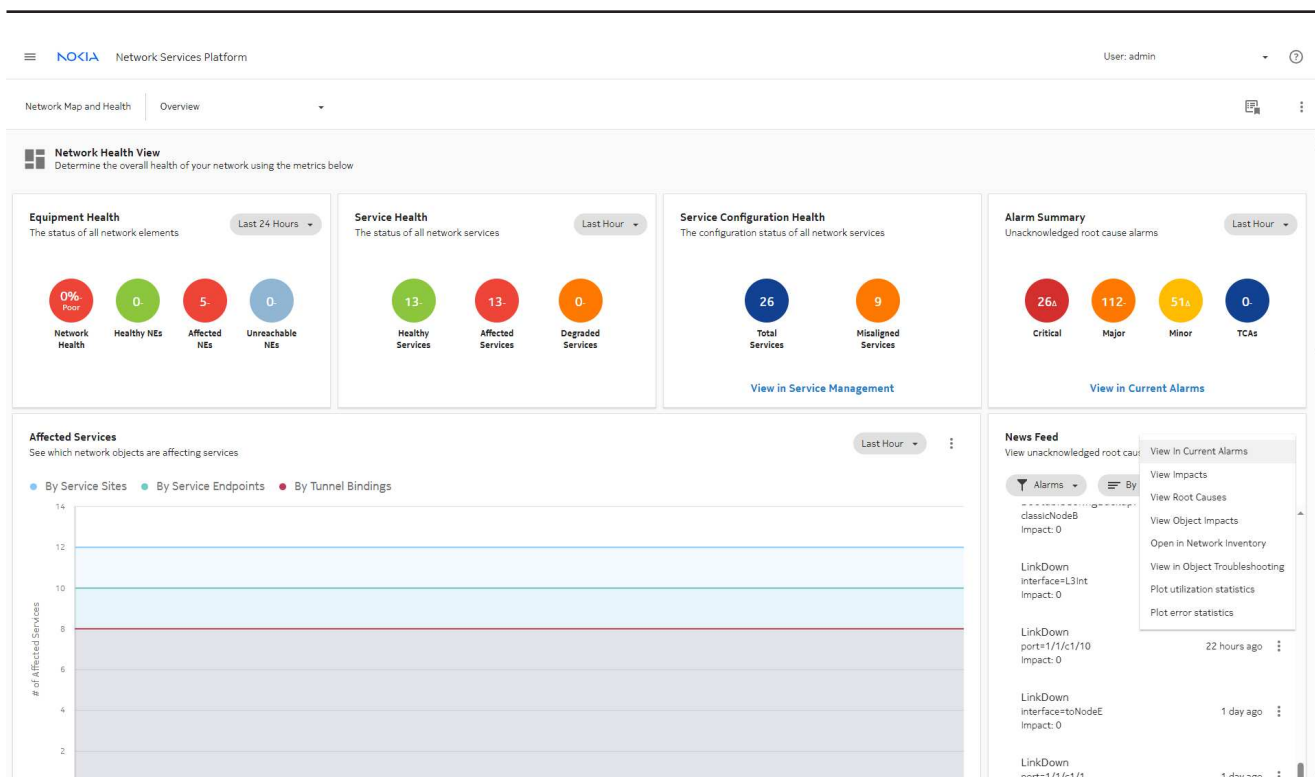 NOKIA Network Services Platform
User: admin
Network Map and Health
Overview
Network Health View
Determine the overall health of your network using the metrics below
Equipment Health
The status of all network elements
Last 24 Hours
0%-
Poor
Network
Health
0-
Healthy NEs
5-
Affected
NEs
0-
Unreachable
NEs
Service Health
The status of all network services
Last Hour
13-
Healthy
Services
13-
Affected
Services
0-
Degraded
Services
Service Configuration Health
The configuration status of all network services
26
Total
Services
9
Misaligned
Services
View in Service Management
Alarm Summary
Unacknowledged root cause alarms
Last Hour
26▵
Critical
112-
Major
51▵
Minor
0-
TCAs
View in Current Alarms
Affected Services
See which network objects are affecting services
Last Hour
By Service Sites
By Service Endpoints
By Tunnel Bindings
# of Affected Services
14
12
10
8
6
4
2
News Feed
View unacknowledged root cau
Alarms
By
classicNodeB
Impact: 0
LinkDown
interface=L3Int
Impact: 0
LinkDown
port=1/1/c1/10
22 hours ago
Impact: 0
LinkDown
interface=toNodeE
1 day ago
Impact: 0
LinkDown
port=1/1/c1/1
1 day ago
View In Current Alarms
View Impacts
View Root Causes
View Object Impacts
Open in Network Inventory
View in Object Troubleshooting
Plot utilization statistics
Plot error statistics